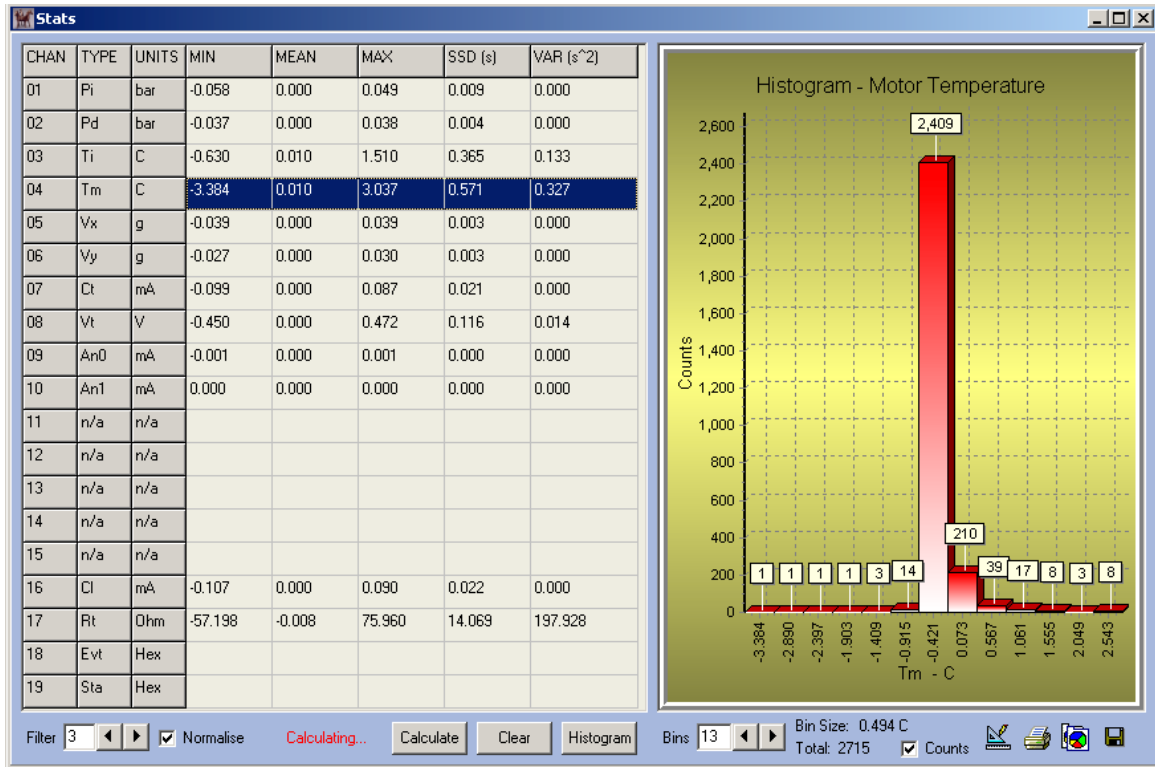 Stats
CHAN TYPE UNITS MIN MEAN MAX SSD (s) VAR (s^2)
01 Pi bar -0.058 0.000 0.049 0.009 0.000
02 Pd bar -0.037 0.000 0.038 0.004 0.000
03 Ti C -0.630 0.010 1.510 0.365 0.133
04 Tm C -3.384 0.010 3.037 0.571 0.327
05 Vx g -0.039 0.000 0.039 0.003 0.000
06 Vy g -0.027 0.000 0.030 0.003 0.000
07 Ct mA -0.099 0.000 0.087 0.021 0.000
08 Vt V -0.450 0.000 0.472 0.116 0.014
09 An0 mA -0.001 0.000 0.001 0.000 0.000
10 An1 mA 0.000 0.000 0.000 0.000 0.000
11 n/a n/a
12 n/a n/a
13 n/a n/a
14 n/a n/a
15 n/a n/a
16 Cl mA -0.107 0.000 0.090 0.022 0.000
17 Rt Ohm -57.198 -0.008 75.960 14.069 197.928
18 Evt Hex
19 Sta Hex
Filter 3 Normalise Calculating... Calculate Clear Histogram
Histogram - Motor Temperature
2,600
2,400
2,200
2,000
1,800
1,600
1,400
1,200
1,000
800
600
400
200
0
Counts
1 1 1 1 3 14 2,409 210 39 17 8 3 8
-3.384 -2.890 -2.397 -1.903 -1.409 -0.915 -0.421 0.073 0.567 1.061 1.555 2.049 2.543
Tm - C
Bins 13
Bin Size: 0.494 C
Total: 2715 Counts